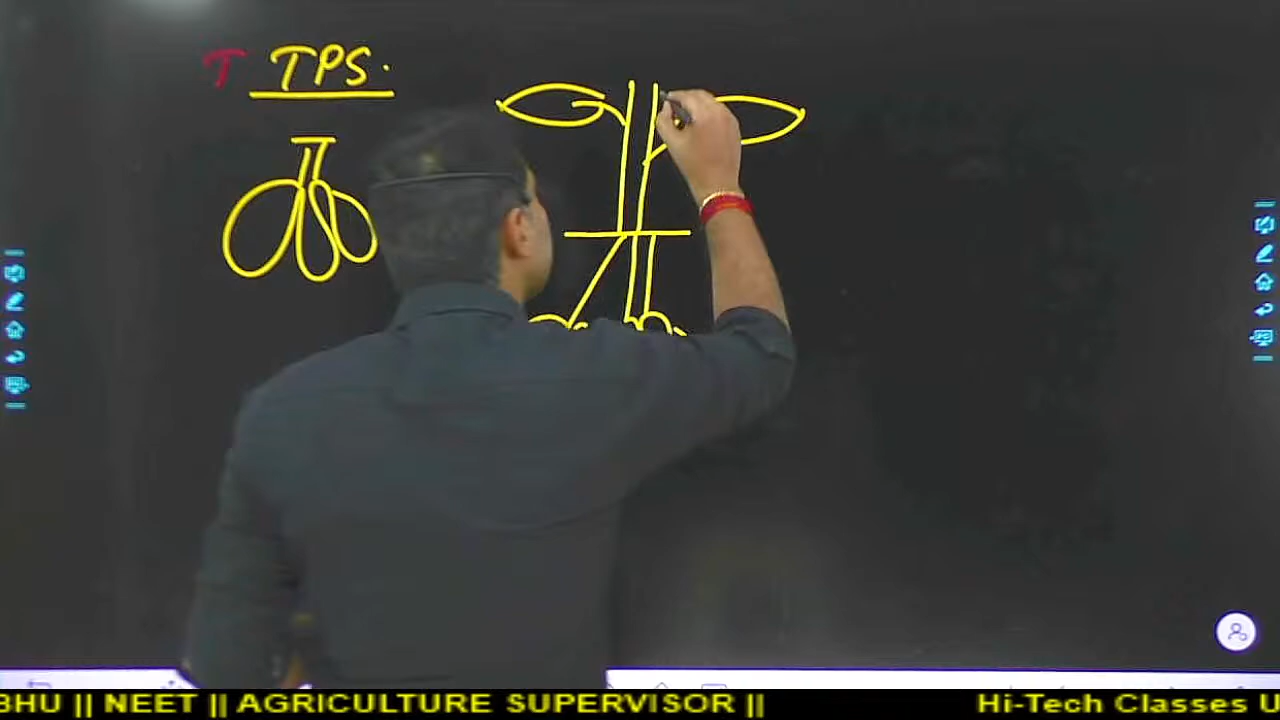 T TPS.
BHU || NEET || AGRICULTURE SUPERVISOR || Hi-Tech Classes U